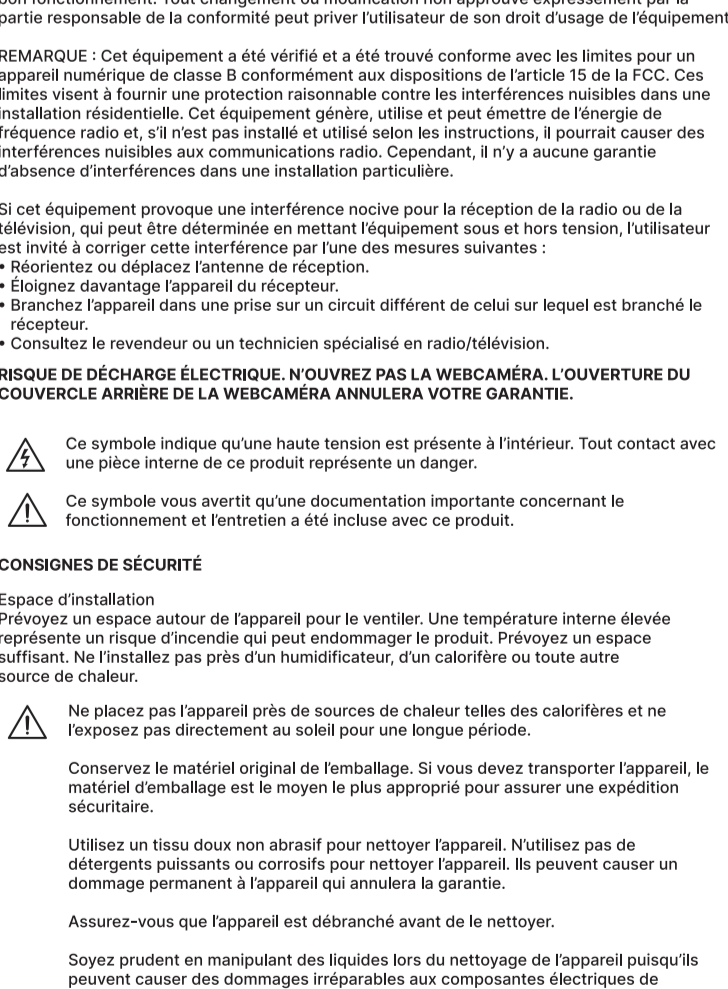 bon fonctionnement. Tout changement ou modification non approuvé expressément par la
partie responsable de la conformité peut priver l’utilisateur de son droit d’usage de l’équipement
REMARQUE : Cet équipement a été vérifié et a été trouvé conforme avec les limites pour un
appareil numérique de classe B conformément aux dispositions de l’article 15 de la FCC. Ces
limites visent à fournir une protection raisonnable contre les interférences nuisibles dans une
installation résidentielle. Cet équipement génère, utilise et peut émettre de l’énergie de
fréquence radio et, s’il n’est pas installé et utilisé selon les instructions, il pourrait causer des
interférences nuisibles aux communications radio. Cependant, il n’y a aucune garantie
d’absence d’interférences dans une installation particulière.
Si cet équipement provoque une interférence nocive pour la réception de la radio ou de la
télévision, qui peut être déterminée en mettant l’équipement sous et hors tension, l’utilisateur
est invité à corriger cette interférence par l’une des mesures suivantes :
• Réorientez ou déplacez l’antenne de réception.
• Éloignez davantage l’appareil du récepteur.
• Branchez l’appareil dans une prise sur un circuit différent de celui sur lequel est branché le
récepteur.
• Consultez le revendeur ou un technicien spécialisé en radio/télévision.
RISQUE DE DÉCHARGE ÉLECTRIQUE. N’OUVREZ PAS LA WEBCAMÉRA. L’OUVERTURE DU
COUVERCLE ARRIÈRE DE LA WEBCAMÉRA ANNULERA VOTRE GARANTIE.
Ce symbole indique qu’une haute tension est présente à l’intérieur. Tout contact avec
une pièce interne de ce produit représente un danger.
Ce symbole vous avertit qu’une documentation importante concernant le
fonctionnement et l’entretien a été incluse avec ce produit.
CONSIGNES DE SÉCURITÉ
Espace d’installation
Prévoyez un espace autour de l’appareil pour le ventiler. Une température interne élevée
représente un risque d’incendie qui peut endommager le produit. Prévoyez un espace
suffisant. Ne l’installez pas près d’un humidificateur, d’un calorifère ou toute autre
source de chaleur.
Ne placez pas l’appareil près de sources de chaleur telles des calorifères et ne
l’exposez pas directement au soleil pour une longue période.
Conservez le matériel original de l’emballage. Si vous devez transporter l’appareil, le
matériel d’emballage est le moyen le plus approprié pour assurer une expédition
sécuritaire.
Utilisez un tissu doux non abrasif pour nettoyer l’appareil. N’utilisez pas de
détergents puissants ou corrosifs pour nettoyer l’appareil. Ils peuvent causer un
dommage permanent à l’appareil qui annulera la garantie.
Assurez-vous que l’appareil est débranché avant de le nettoyer.
Soyez prudent en manipulant des liquides lors du nettoyage de l’appareil puisqu’ils
peuvent causer des dommages irréparables aux composantes électriques de